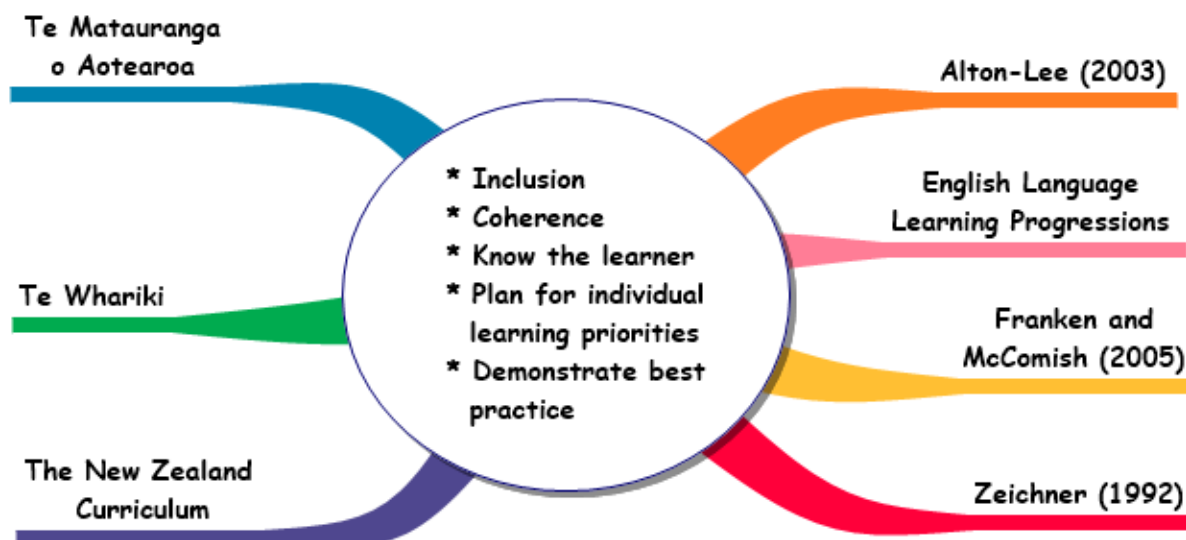 Te Matauranga
o Aotearoa
Te Whariki
The New Zealand
Curriculum
* Inclusion
* Coherence
* Know the learner
* Plan for individual
learning priorities
* Demonstrate best
practice
Alton-Lee (2003)
English Language
Learning Progressions
Franken and
McComish (2005)
Zeichner (1992)